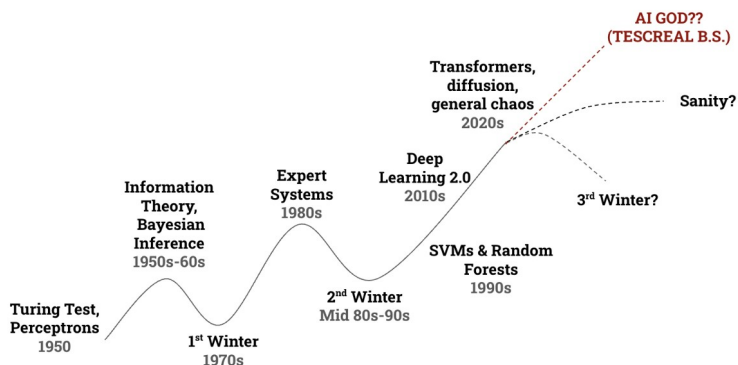 Turing Test,
Perceptrons
1950
Information
Theory,
Bayesian
Inference
1950s-60s
1st Winter
1970s
Expert
Systems
1980s
2nd Winter
Mid 80s-90s
SVMs & Random
Forests
1990s
Deep
Learning 2.0
2010s
Transformers,
diffusion,
general chaos
2020s
AI GOD??
(TESCREAL B.S.)
Sanity?
3rd Winter?